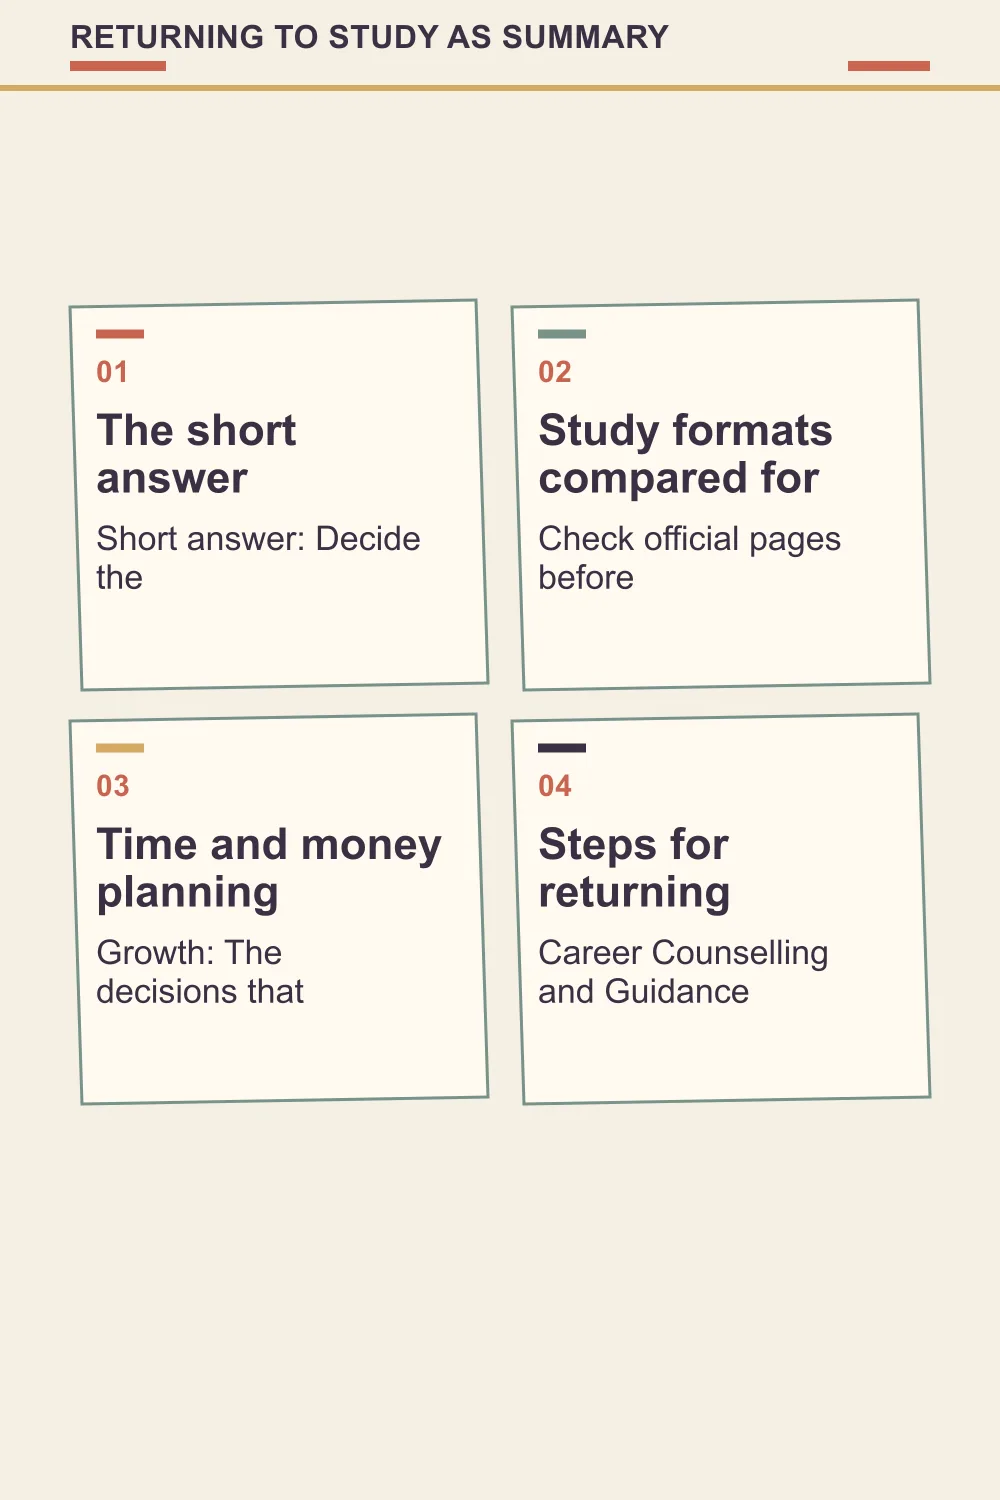 RETURNING TO STUDY AS SUMMARY
01
The short
answer
Short answer: Decide
the
02
Study formats
compared for
Check official pages
before
03
Time and money
planning
Growth: The
decisions that
04
Steps for
returning
Career Counselling
and Guidance